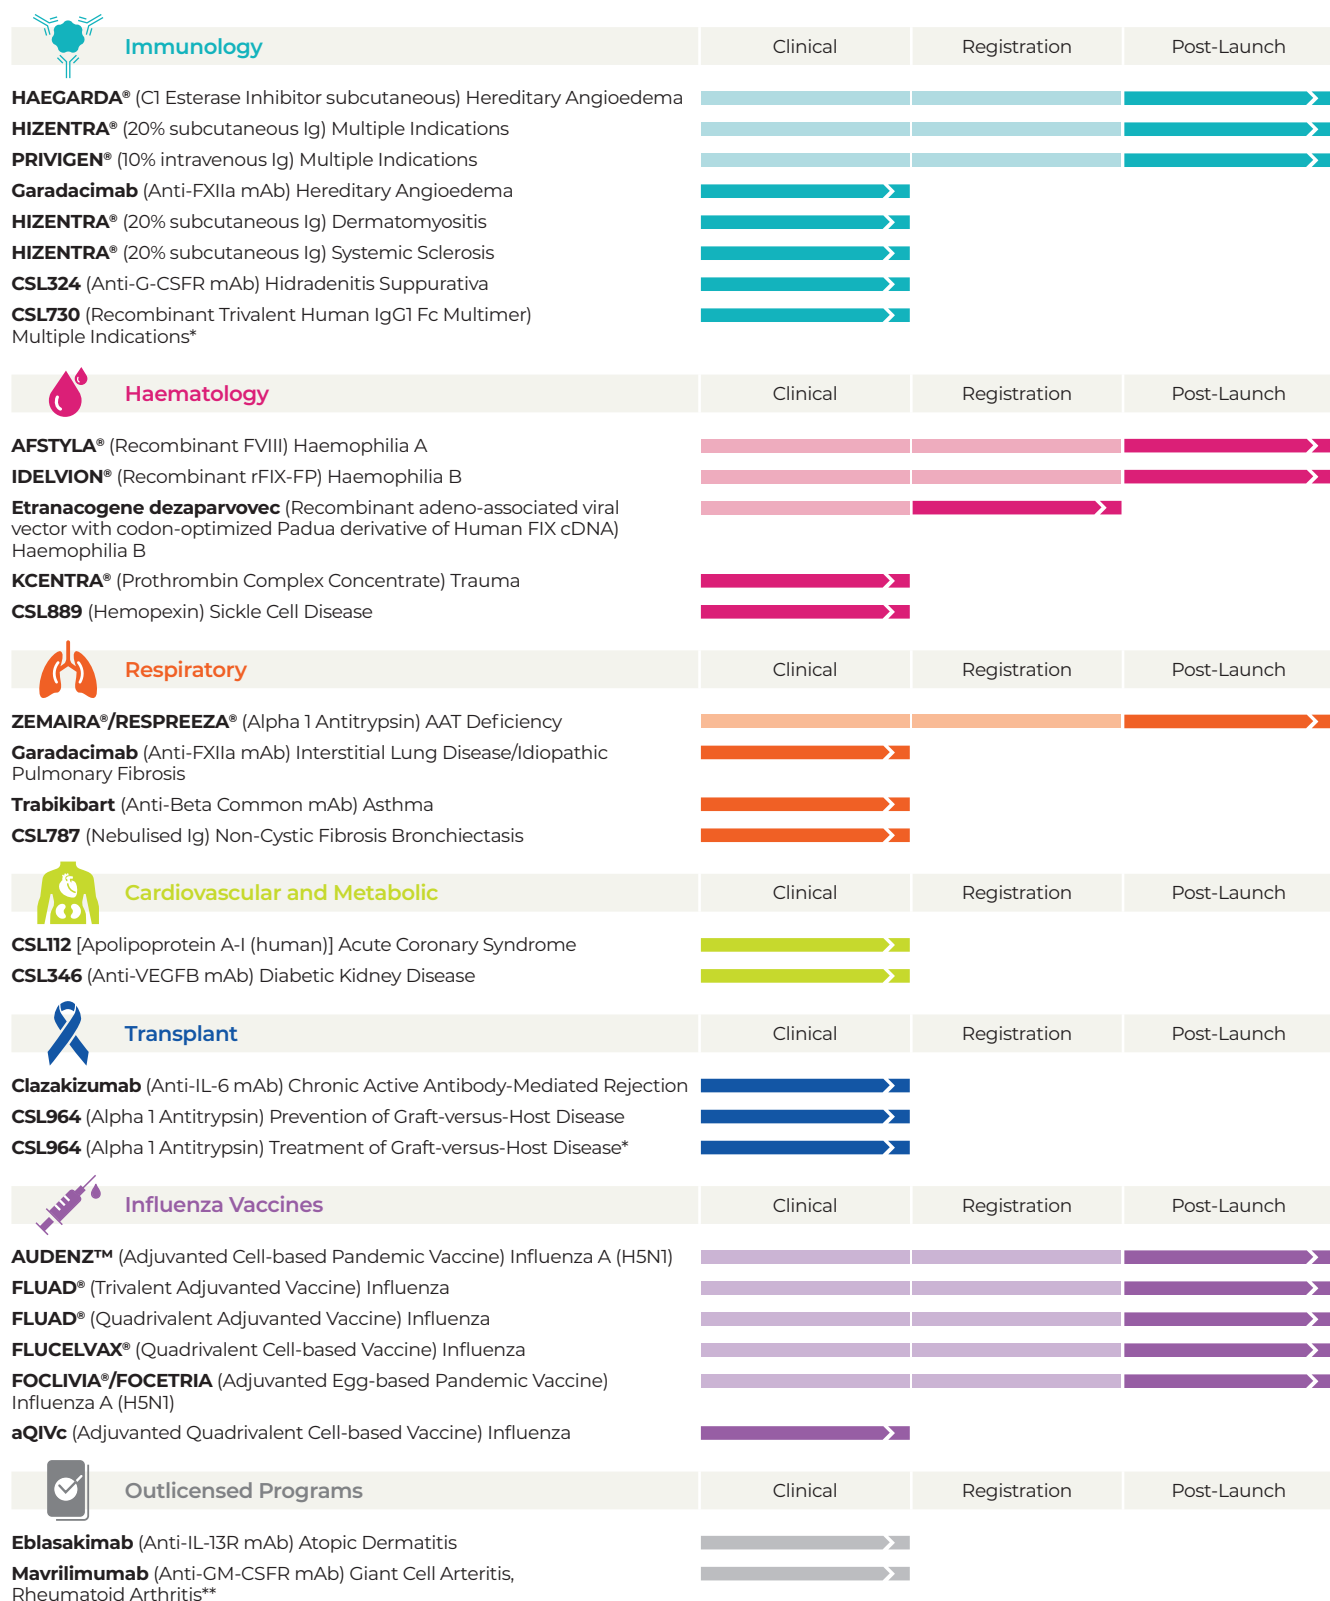 Immunology Clinical Registration Post-Launch
HAEGARDA® (C1 Esterase Inhibitor subcutaneous) Hereditary Angioedema
HIZENTRA® (20% subcutaneous Ig) Multiple Indications
PRIVIGEN® (10% intravenous Ig) Multiple Indications
Garadacimab (Anti-FXIIa mAb) Hereditary Angioedema
HIZENTRA® (20% subcutaneous Ig) Dermatomyositis
HIZENTRA® (20% subcutaneous Ig) Systemic Sclerosis
CSL324 (Anti-G-CSFR mAb) Hidradenitis Suppurativa
CSL730 (Recombinant Trivalent Human IgG1 Fc Multimer)
Multiple Indications*
Haematology Clinical Registration Post-Launch
AFSTYLA® (Recombinant FVIII) Haemophilia A
IDELVION® (Recombinant rFIX-FP) Haemophilia B
Etranacogene dezaparvovec (Recombinant adeno-associated viral
vector with codon-optimized Padua derivative of Human FIX cDNA)
Haemophilia B
KCENTRA® (Prothrombin Complex Concentrate) Trauma
CSL889 (Hemopexin) Sickle Cell Disease
Respiratory Clinical Registration Post-Launch
ZEMAIRA®/RESPREEZA® (Alpha 1 Antitrypsin) AAT Deficiency
Garadacimab (Anti-FXIIa mAb) Interstitial Lung Disease/Idiopathic
Pulmonary Fibrosis
Trabikibart (Anti-Beta Common mAb) Asthma
CSL787 (Nebulised Ig) Non-Cystic Fibrosis Bronchiectasis
Cardiovascular and Metabolic Clinical Registration Post-Launch
CSL112 [Apolipoprotein A-I (human)] Acute Coronary Syndrome
CSL346 (Anti-VEGFB mAb) Diabetic Kidney Disease
Transplant Clinical Registration Post-Launch
Clazakizumab (Anti-IL-6 mAb) Chronic Active Antibody-Mediated Rejection
CSL964 (Alpha 1 Antitrypsin) Prevention of Graft-versus-Host Disease
CSL964 (Alpha 1 Antitrypsin) Treatment of Graft-versus-Host Disease*
Influenza Vaccines Clinical Registration Post-Launch
AUDENZ™ (Adjuvanted Cell-based Pandemic Vaccine) Influenza A (H5N1)
FLUAD® (Trivalent Adjuvanted Vaccine) Influenza
FLUAD® (Quadrivalent Adjuvanted Vaccine) Influenza
FLUCELVAX® (Quadrivalent Cell-based Vaccine) Influenza
FOCLIVIA®/FOCETRIA (Adjuvanted Egg-based Pandemic Vaccine)
Influenza A (H5N1)
aQIVc (Adjuvanted Quadrivalent Cell-based Vaccine) Influenza
Outlicensed Programs Clinical Registration Post-Launch
Eblasakimab (Anti-IL-13R mAb) Atopic Dermatitis
Mavrilimumab (Anti-GM-CSFR mAb) Giant Cell Arteritis,
Rheumatoid Arthritis**